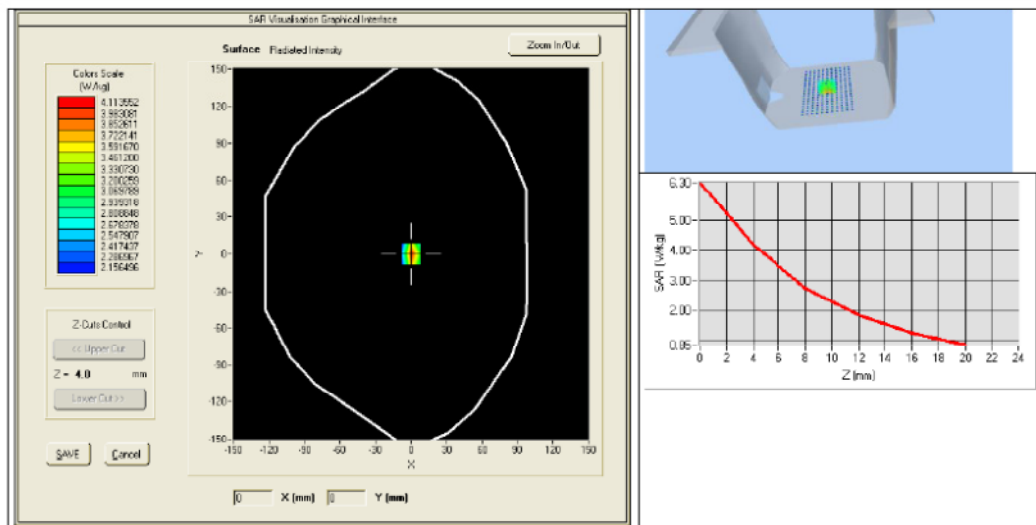 SAR Visualisation Graphical Interface
Surface Radiated Intensity
Zoom In/Out
Colors Scale
(W/kg)
4.113552
3.983081
3.852611
3.722141
3.591670
3.461200
3.330730
3.200259
3.069789
2.939318
2.808848
2.678378
2.547907
2.417437
2.286967
2.156496
150
120
90
60
30
0
-30
-60
-90
-120
-150
Y
-150 -120 -90 -60 -30 0 30 60 90 120 150
X
Z-Cuts Control
<< Upper Cut
Z = 4.0 mm
Lower Cut >>
SAVE Cancel
0 X (mm) 0 Y (mm)
6.30
5.00
4.00
3.00
2.00
0.85
SAR (W/kg)
0 2 4 6 8 10 12 14 16 18 20 22 24
Z (mm)